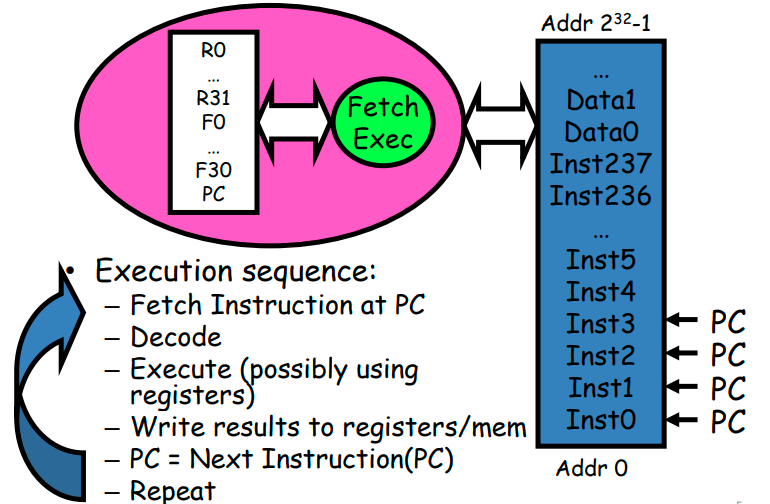 Addr 2³²-1
R0
...
R31
F0
...
F30
PC
Fetch
Exec
...
Data1
Data0
Inst237
Inst236
...
Inst5
Inst4
Inst3
Inst2
Inst1
Inst0
PC
PC
PC
PC
Addr 0
• Execution sequence:
– Fetch Instruction at PC
– Decode
– Execute (possibly using
registers)
– Write results to registers/mem
– PC = Next Instruction(PC)
– Repeat